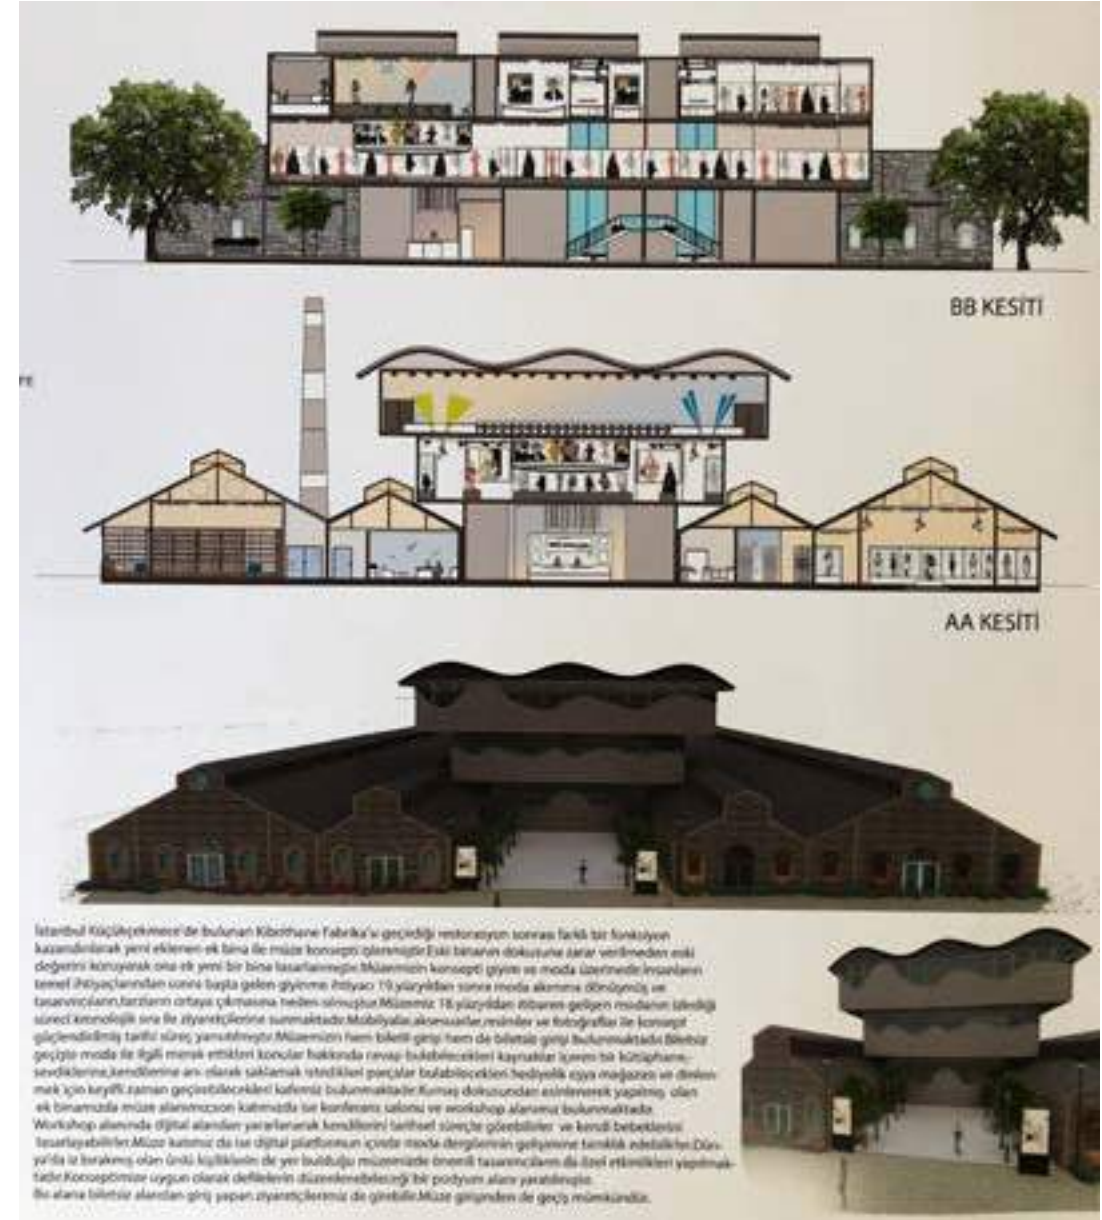 BB KESİTİ
AA KESİTİ
İstanbul Küçükçekmece'de bulunan Kibrithane Fabrika'sı geçirdiği restorasyon sonrası farklı bir fonksiyon
kazandırılarak yeni eklenen ek bina ile müze konsepti işlenmiştir.Eski binanın dokusuna zarar verilmeden eski
değerini koruyarak ona ek yeni bir bina tasarlanmıştır.Müzemizin konsepti giyim ve moda üzerinedir.İnsanların
temel ihtiyaçlarından sonra başta gelen giyinme ihtiyacı 19.yüzyıldan sonra moda akımına dönüşmüş ve
tasarımcıların,tarzların ortaya çıkmasına neden olmuştur.Müzemiz 18.yüzyıldan itibaren gelişen modanın izlediği
süreci kronolojik sıra ile ziyaretçilerine sunmaktadır.Mobilyalar,aksesuarlar,resimler ve fotoğraflar ile konsept
güçlendirilmiş tarihi süreç yansıtılmıştır.Müzemizin hem biletli girişi hem de biletsiz girişi bulunmaktadır.Biletsiz
geçişte moda ile ilgili merak ettikleri konular hakkında cevap bulabilecekleri kaynaklar içeren bir kütüphane,
sevdiklerine,kendilerine anı olarak saklamak istedikleri parçalar bulabilecekleri hediyelik eşya mağazası ve dinlen-
mek için keyifli zaman geçirebilecekleri kafemiz bulunmaktadır.Kumaş dokusundan esinlenerek yapılmış olan
ek binamızda müze alanımız,son katımızda ise konferans salonu ve workshop alanımız bulunmaktadır.
Workshop alanında dijital alandan yararlanarak kendilerini tarihsel süreçte görebilirler ve kendi bebeklerini
tasarlayabilirler.Müze katımız da ise dijital platformun içinde moda dergilerinin gelişimine tanıklık edebilirler.Dün-
ya'da iz bırakmış olan ünlü kişiliklerin de yer bulduğu müzemizde önemli tasarımcıların da özel etkinlikleri yapılmak-
tadır.Konseptimize uygun olarak defilelerin düzenlenebileceği bir podyum alanı yaratılmıştır.
Bu alana biletsiz alandan giriş yapan ziyaretçilerimiz de girebilir.Müze girişinden de geçiş mümkündür.